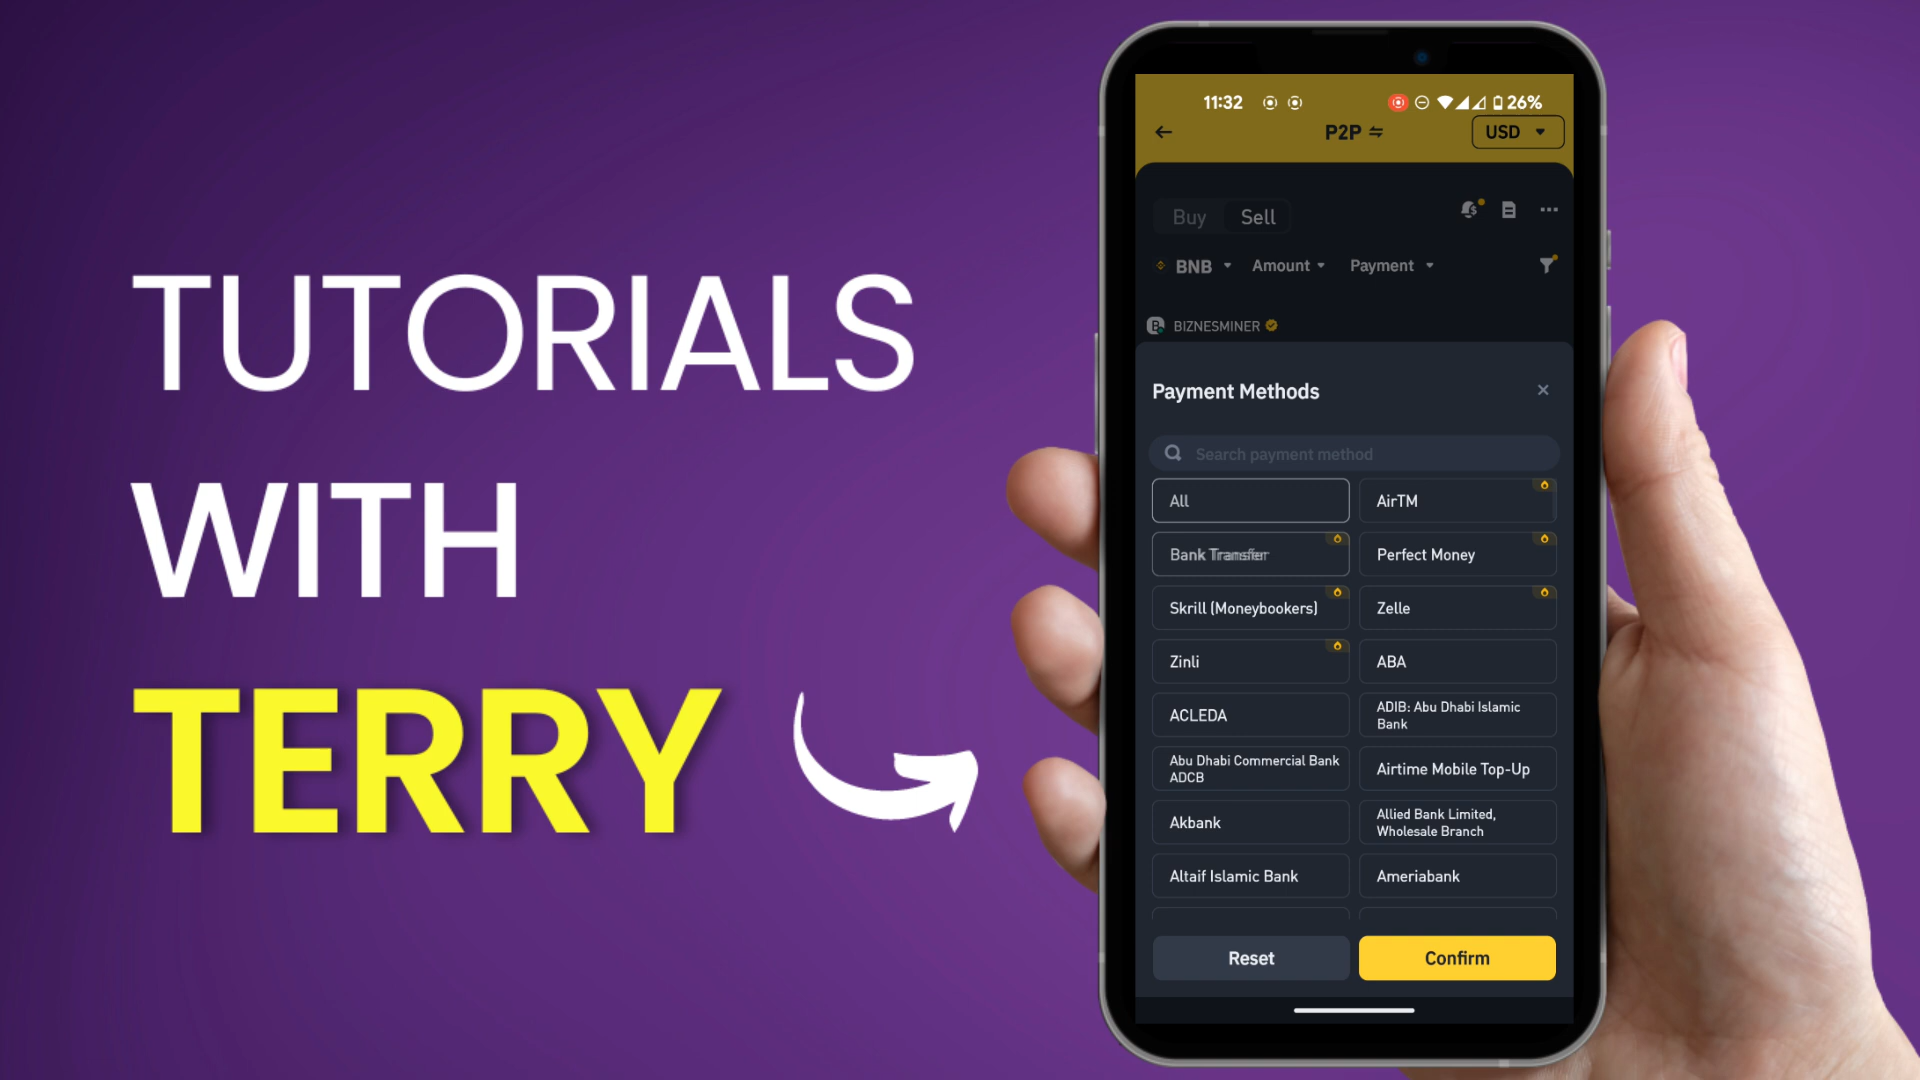 TUTORIALS
WITH
TERRY
11:32 26%
P2P USD
Buy Sell
BNB Amount Payment
BIZNESMINER
Payment Methods
Search payment method
All AirTM
Bank Transfer Perfect Money
Skrill (Moneybookers) Zelle
Zinli ABA
ACLEDA ADIB: Abu Dhabi Islamic
Bank
Abu Dhabi Commercial Bank
ADCB Airtime Mobile Top-Up
Akbank Allied Bank Limited,
Wholesale Branch
Altaif Islamic Bank Ameriabank
Reset Confirm